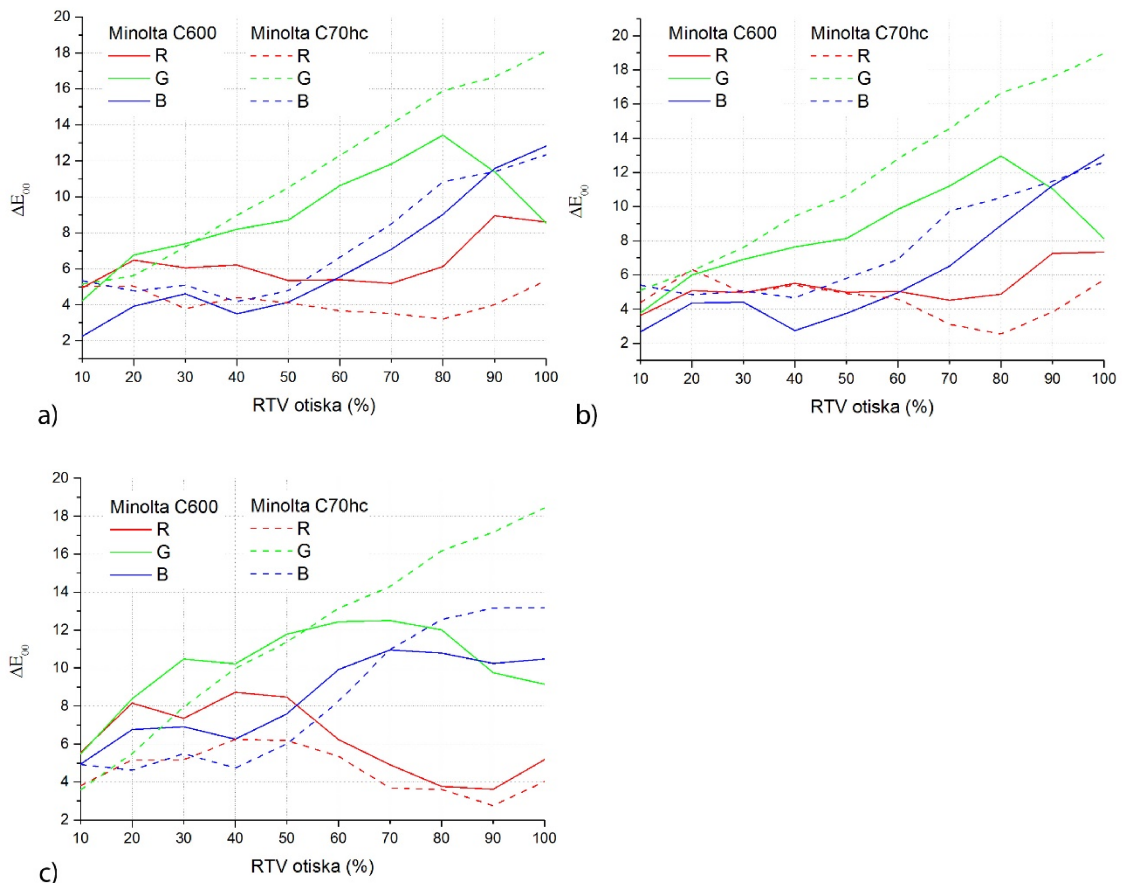 20
18
16
14
12
10
8
6
4
2
ΔE00
Minolta C600 Minolta C70hc
R R
G G
B B
10 20 30 40 50 60 70 80 90 100
RTV otiska (%)
a)
20
18
16
14
12
10
8
6
4
2
ΔE00
Minolta C600 Minolta C70hc
R R
G G
B B
10 20 30 40 50 60 70 80 90 100
RTV otiska (%)
b)
20
18
16
14
12
10
8
6
4
2
ΔE00
Minolta C600 Minolta C70hc
R R
G G
B B
10 20 30 40 50 60 70 80 90 100
RTV otiska (%)
c)